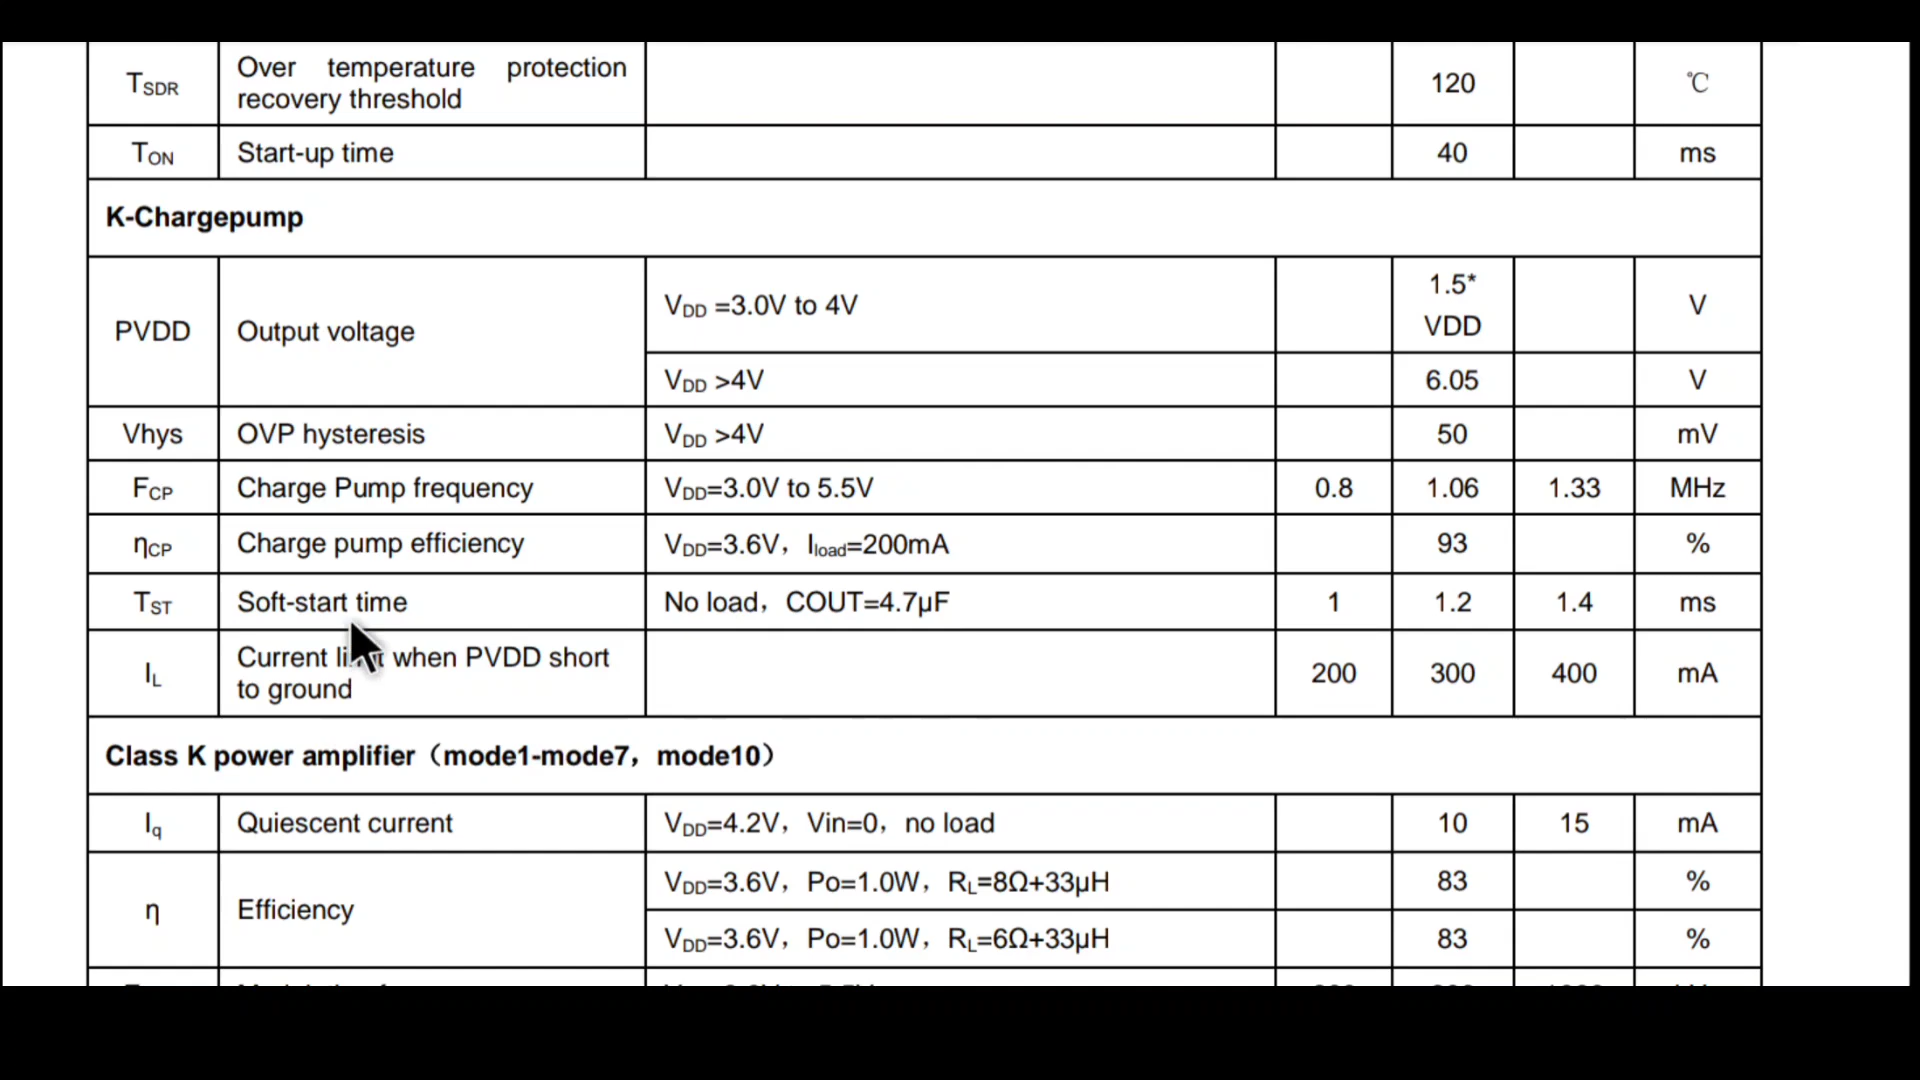 TSDR Over temperature protection recovery threshold 120 ℃
TON Start-up time 40 ms
K-Chargepump
PVDD Output voltage VDD =3.0V to 4V 1.5* VDD V
VDD >4V 6.05 V
Vhys OVP hysteresis VDD >4V 50 mV
FCP Charge Pump frequency VDD=3.0V to 5.5V 0.8 1.06 1.33 MHz
ηCP Charge pump efficiency VDD=3.6V，Iload=200mA 93 %
TST Soft-start time No load，COUT=4.7µF 1 1.2 1.4 ms
IL Current limit when PVDD short to ground 200 300 400 mA
Class K power amplifier（mode1-mode7，mode10）
Iq Quiescent current VDD=4.2V，Vin=0，no load 10 15 mA
η Efficiency VDD=3.6V，Po=1.0W，RL=8Ω+33µH 83 %
VDD=3.6V，Po=1.0W，RL=6Ω+33µH 83 %